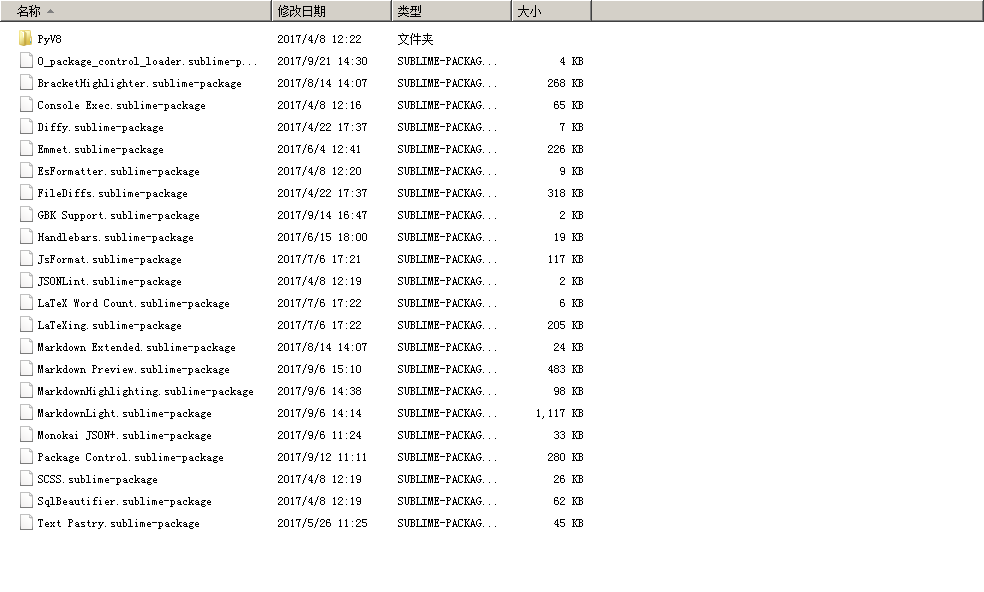 名称 修改日期 类型 大小
PyV8 2017/4/8 12:22 文件夹
0_package_control_loader.sublime-p... 2017/9/21 14:30 SUBLIME-PACKAG... 4 KB
BracketHighlighter.sublime-package 2017/8/14 14:07 SUBLIME-PACKAG... 268 KB
Console Exec.sublime-package 2017/4/8 12:16 SUBLIME-PACKAG... 65 KB
Diffy.sublime-package 2017/4/22 17:37 SUBLIME-PACKAG... 7 KB
Emmet.sublime-package 2017/6/4 12:41 SUBLIME-PACKAG... 226 KB
EsFormatter.sublime-package 2017/4/8 12:20 SUBLIME-PACKAG... 9 KB
FileDiffs.sublime-package 2017/4/22 17:37 SUBLIME-PACKAG... 318 KB
GBK Support.sublime-package 2017/9/14 16:47 SUBLIME-PACKAG... 2 KB
Handlebars.sublime-package 2017/6/15 18:00 SUBLIME-PACKAG... 19 KB
JsFormat.sublime-package 2017/7/6 17:21 SUBLIME-PACKAG... 117 KB
JSONLint.sublime-package 2017/4/8 12:19 SUBLIME-PACKAG... 2 KB
LaTeX Word Count.sublime-package 2017/7/6 17:22 SUBLIME-PACKAG... 6 KB
LaTeXing.sublime-package 2017/7/6 17:22 SUBLIME-PACKAG... 205 KB
Markdown Extended.sublime-package 2017/8/14 14:07 SUBLIME-PACKAG... 24 KB
Markdown Preview.sublime-package 2017/9/6 15:10 SUBLIME-PACKAG... 483 KB
MarkdownHighlighting.sublime-package 2017/9/6 14:38 SUBLIME-PACKAG... 98 KB
MarkdownLight.sublime-package 2017/9/6 14:14 SUBLIME-PACKAG... 1,117 KB
Monokai JSON+.sublime-package 2017/9/6 11:24 SUBLIME-PACKAG... 33 KB
Package Control.sublime-package 2017/9/12 11:11 SUBLIME-PACKAG... 280 KB
SCSS.sublime-package 2017/4/8 12:19 SUBLIME-PACKAG... 26 KB
SqlBeautifier.sublime-package 2017/4/8 12:19 SUBLIME-PACKAG... 62 KB
Text Pastry.sublime-package 2017/5/26 11:25 SUBLIME-PACKAG... 45 KB